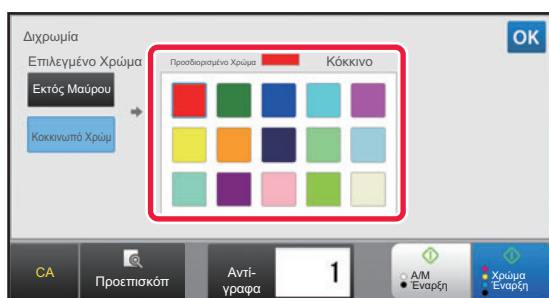 Διχρωμία
OK
Επιλεγμένο Χρώμα
Προσδιορισμένο Χρώμα
Κόκκινο
Εκτός Μαύρου
Κοκκινωπό Χρώμ
CA
Προεπισκόπ
Αντί-
γραφα
1
Α/Μ
Έναρξη
Χρώμα
Έναρξη